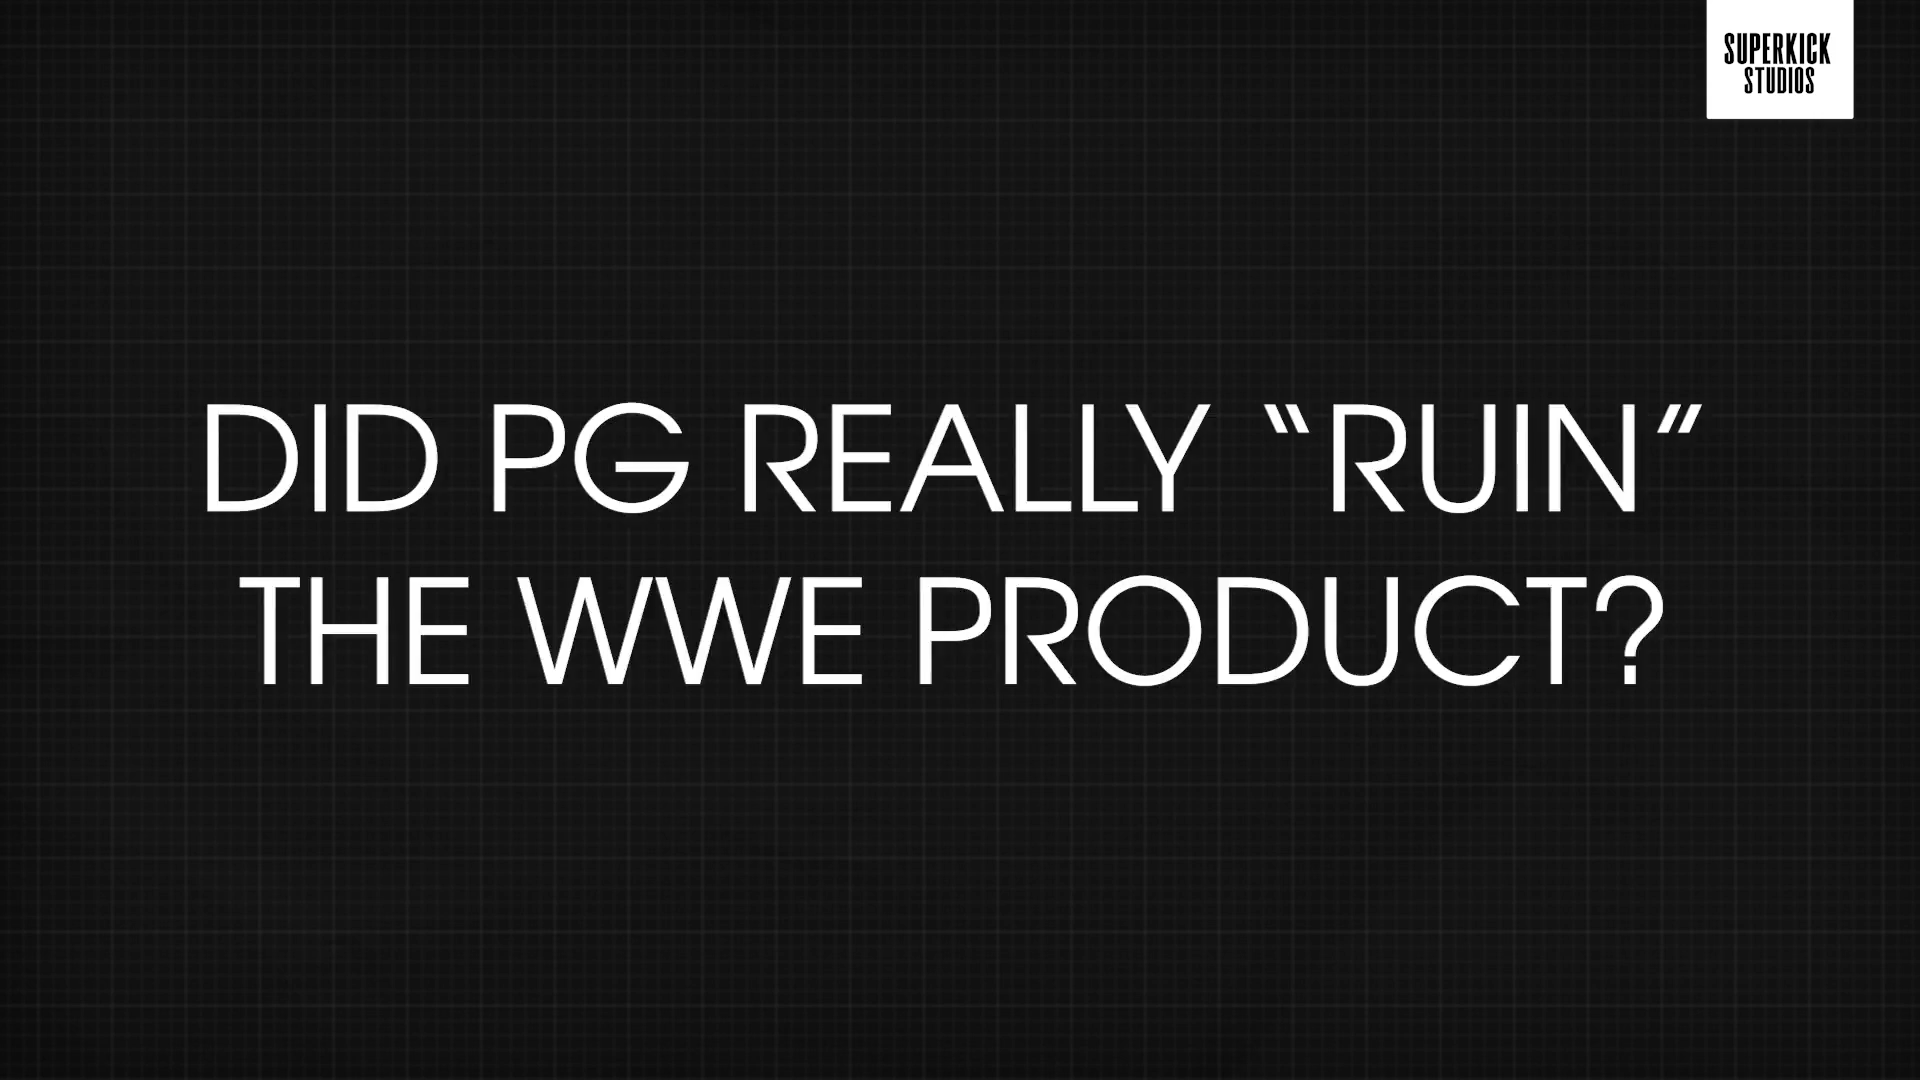 SUPERKICK
STUDIOS
DID PG REALLY “RUIN”
THE WWE PRODUCT?